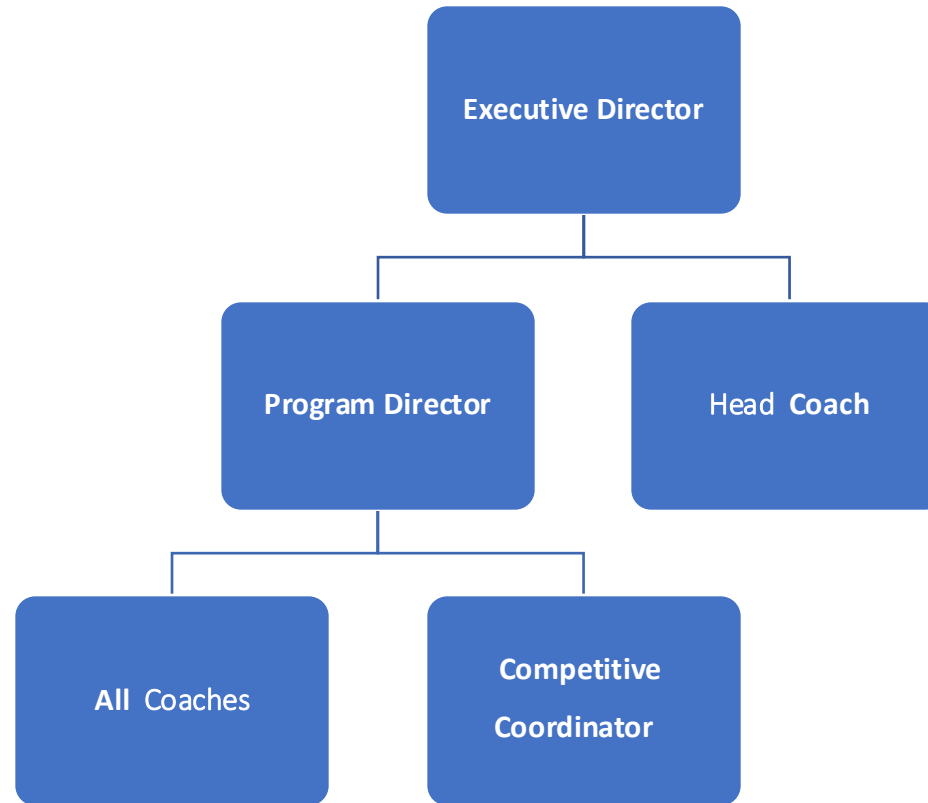 Executive Director
Program Director
Head Coach
All Coaches
Competitive
Coordinator